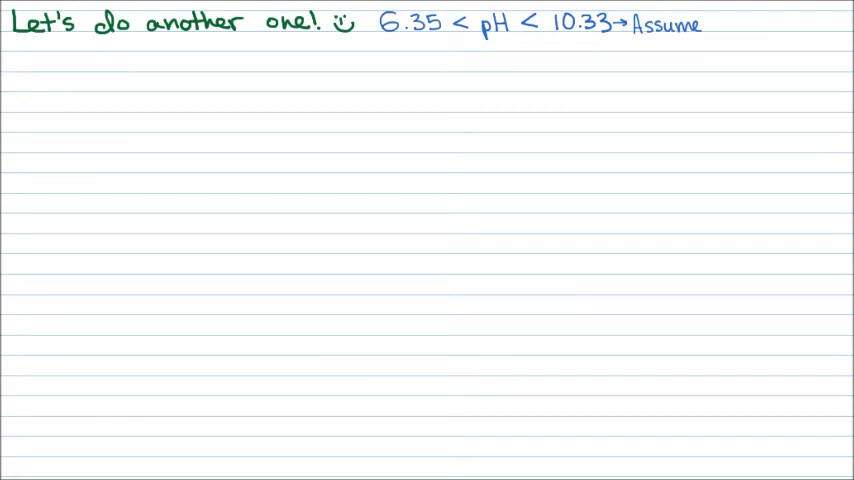 Let's do another one! 6.35 < pH < 10.33→Assume